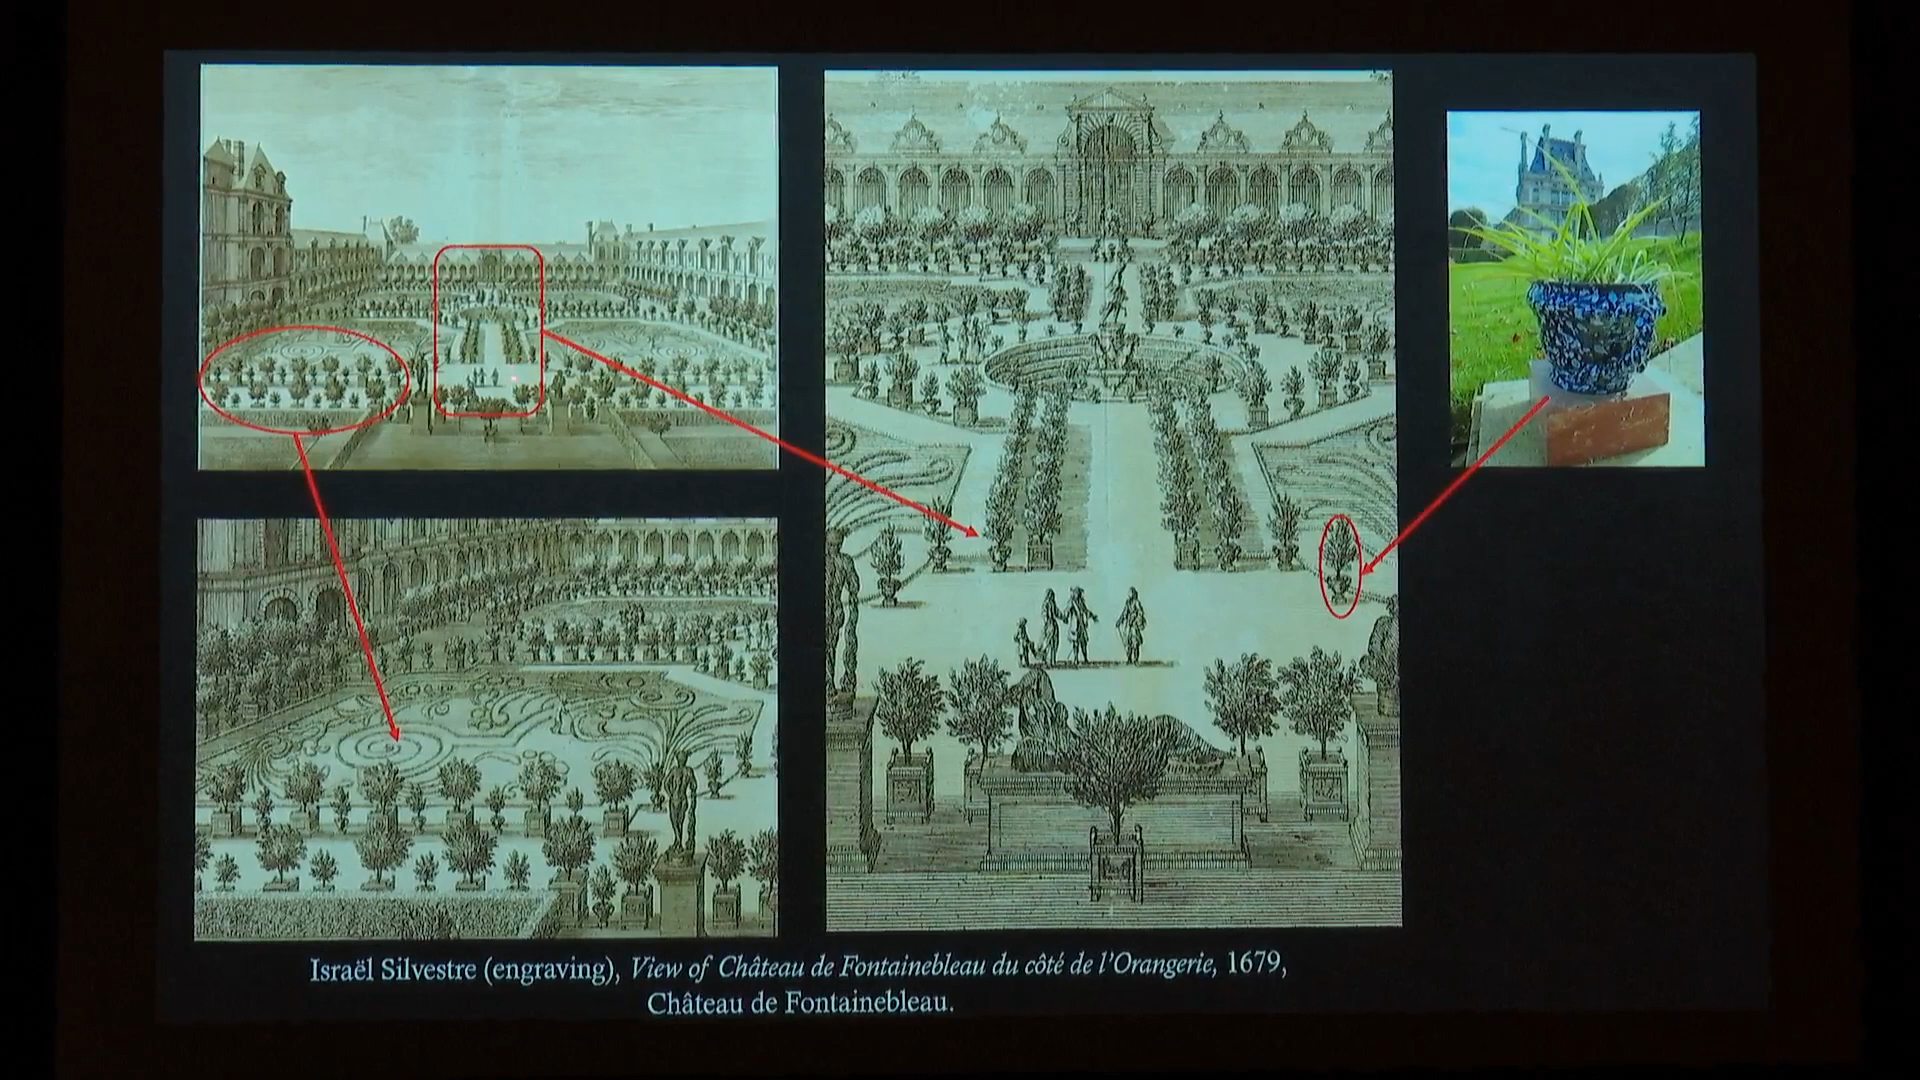 Israël Silvestre (engraving), View of Château de Fontainebleau du côté de l'Orangerie, 1679,
Château de Fontainebleau.